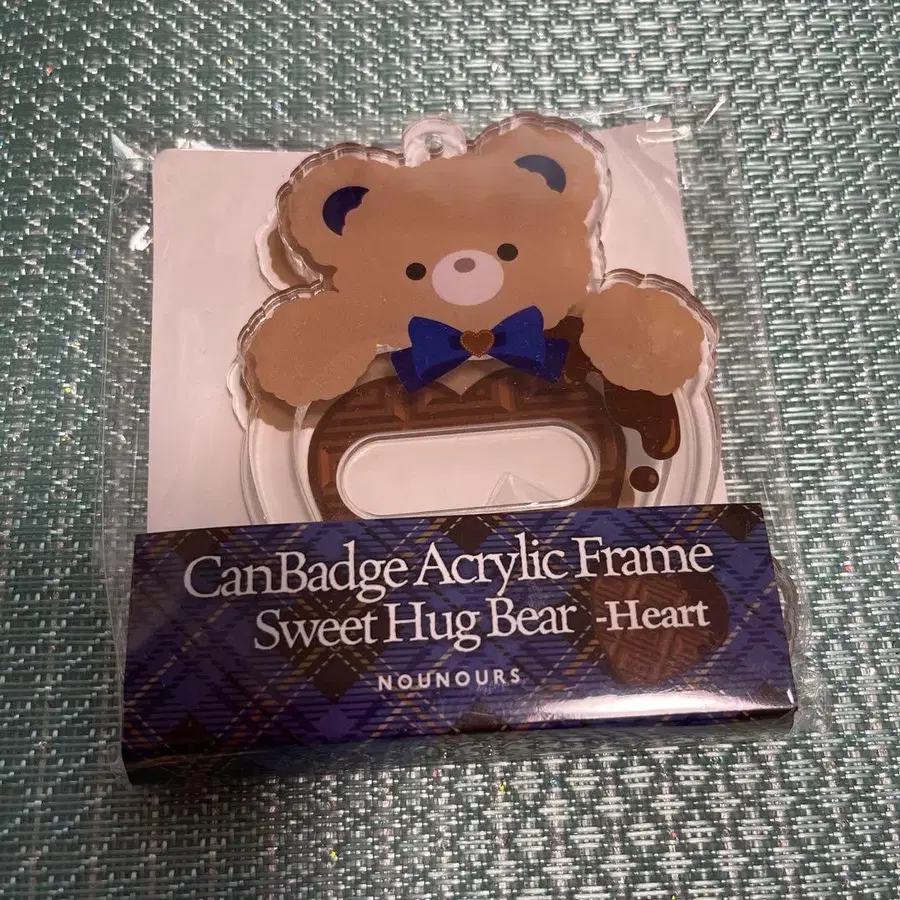 CanBadge Acrylic Frame
Sweet Hug Bear -Heart
NOUNOURS